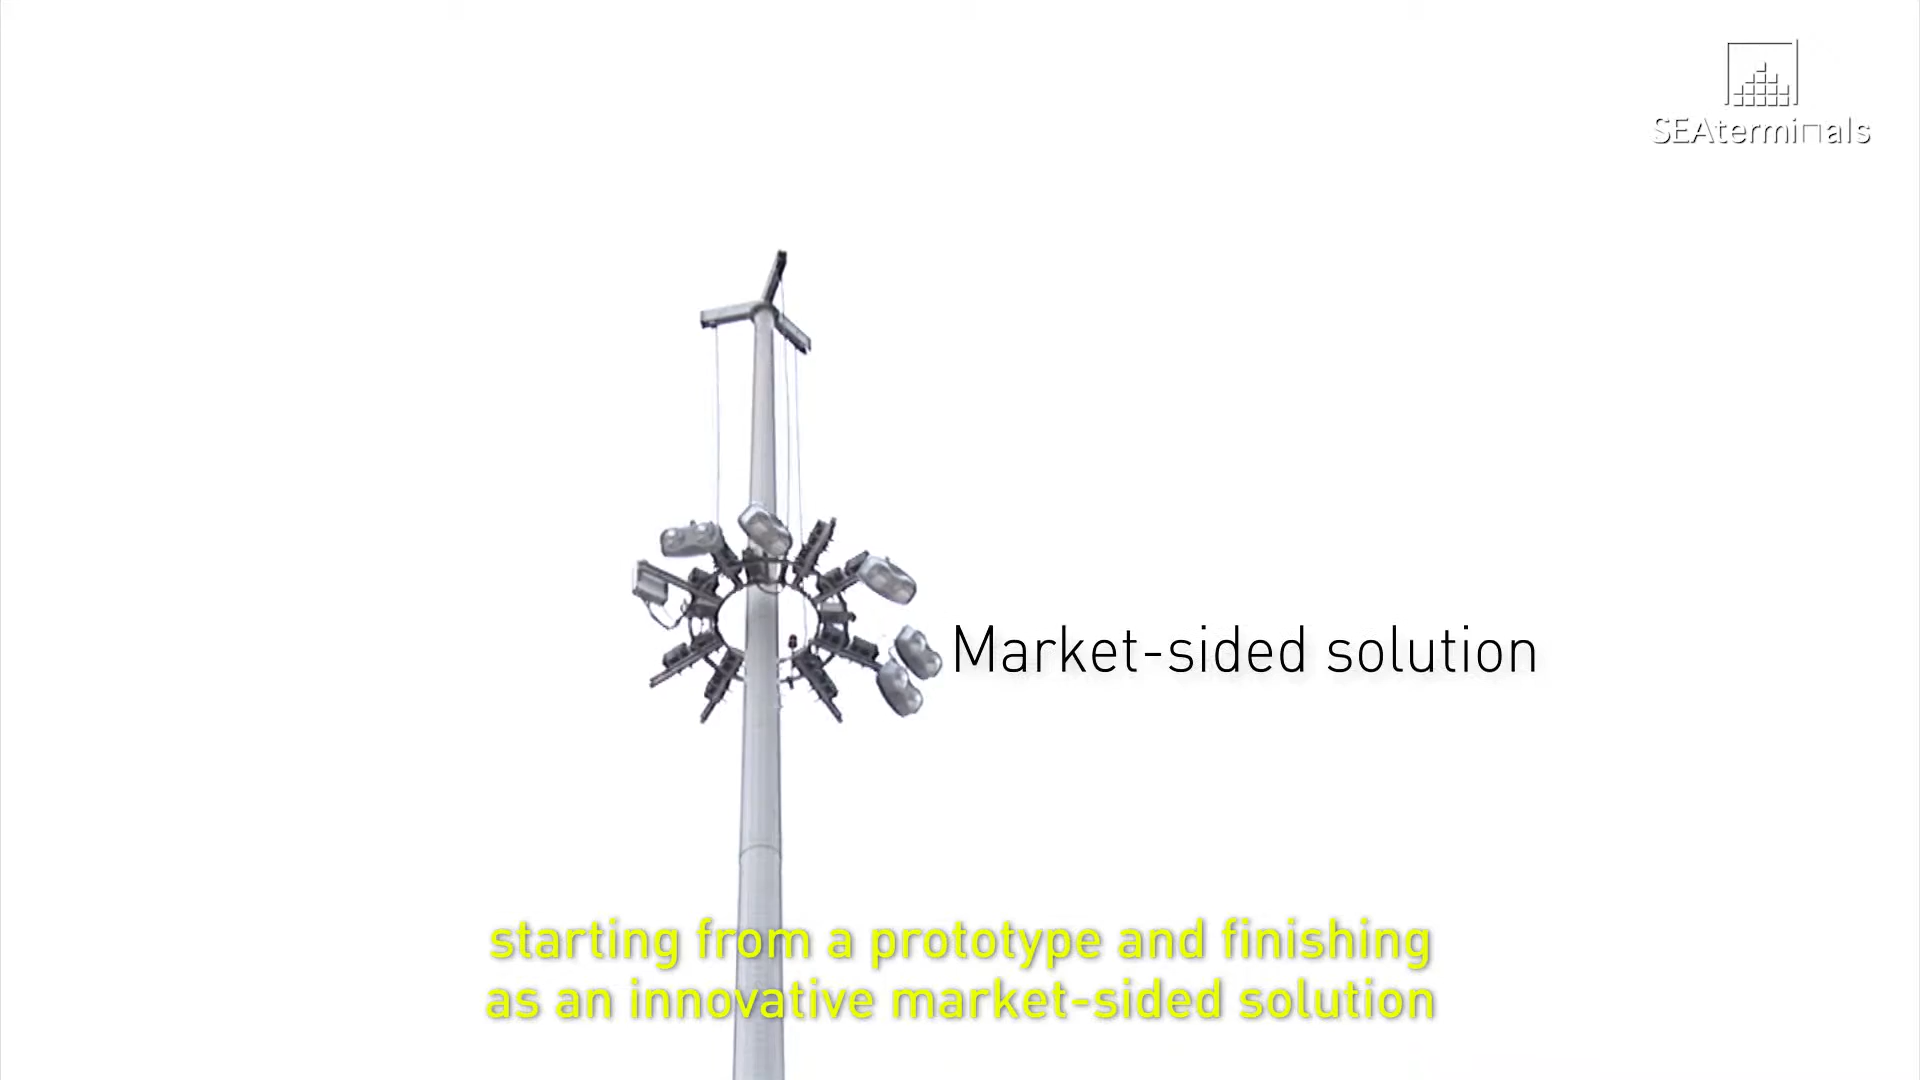 SEAterminals
Market-sided solution
starting from a prototype and finishing
as an innovative market-sided solution